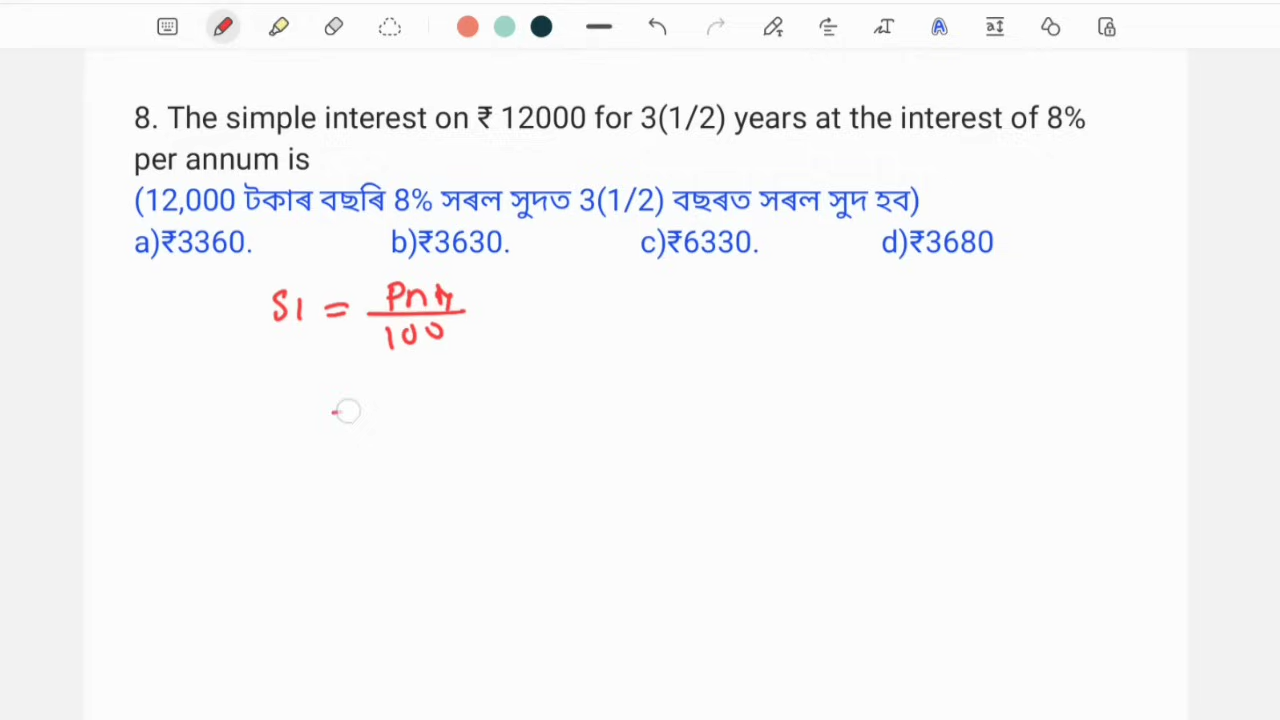 8. The simple interest on ₹ 12000 for 3(1/2) years at the interest of 8%
per annum is
(12,000 টকাৰ বছৰি 8% সৰল সুদত 3(1/2) বছৰত সৰল সুদ হব)
a)₹3360. b)₹3630. c)₹6330. d)₹3680
SI = Pnr
100